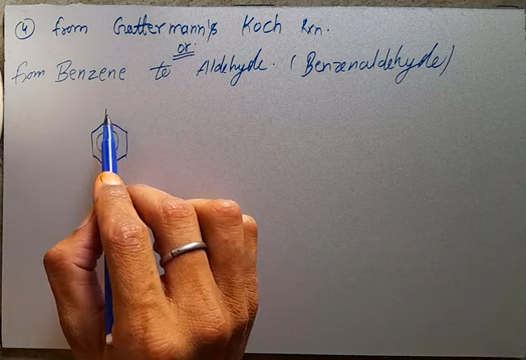 ④ from Gattermann's Koch Rxn.
or
from Benzene to Aldehyde. (Benzenaldehyde)